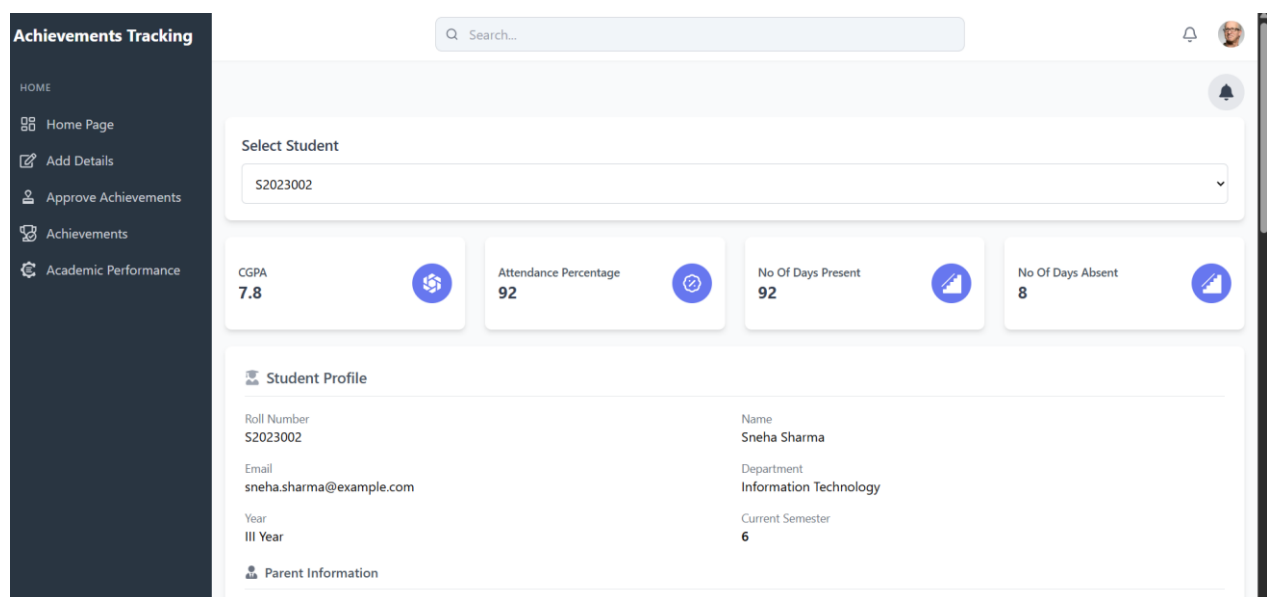 Achievements Tracking
Search...
HOME
Home Page
Add Details
Approve Achievements
Achievements
Academic Performance
Select Student
S2023002
CGPA
7.8
Attendance Percentage
92
No Of Days Present
92
No Of Days Absent
8
Student Profile
Roll Number
S2023002
Name
Sneha Sharma
Email
sneha.sharma@example.com
Department
Information Technology
Year
III Year
Current Semester
6
Parent Information